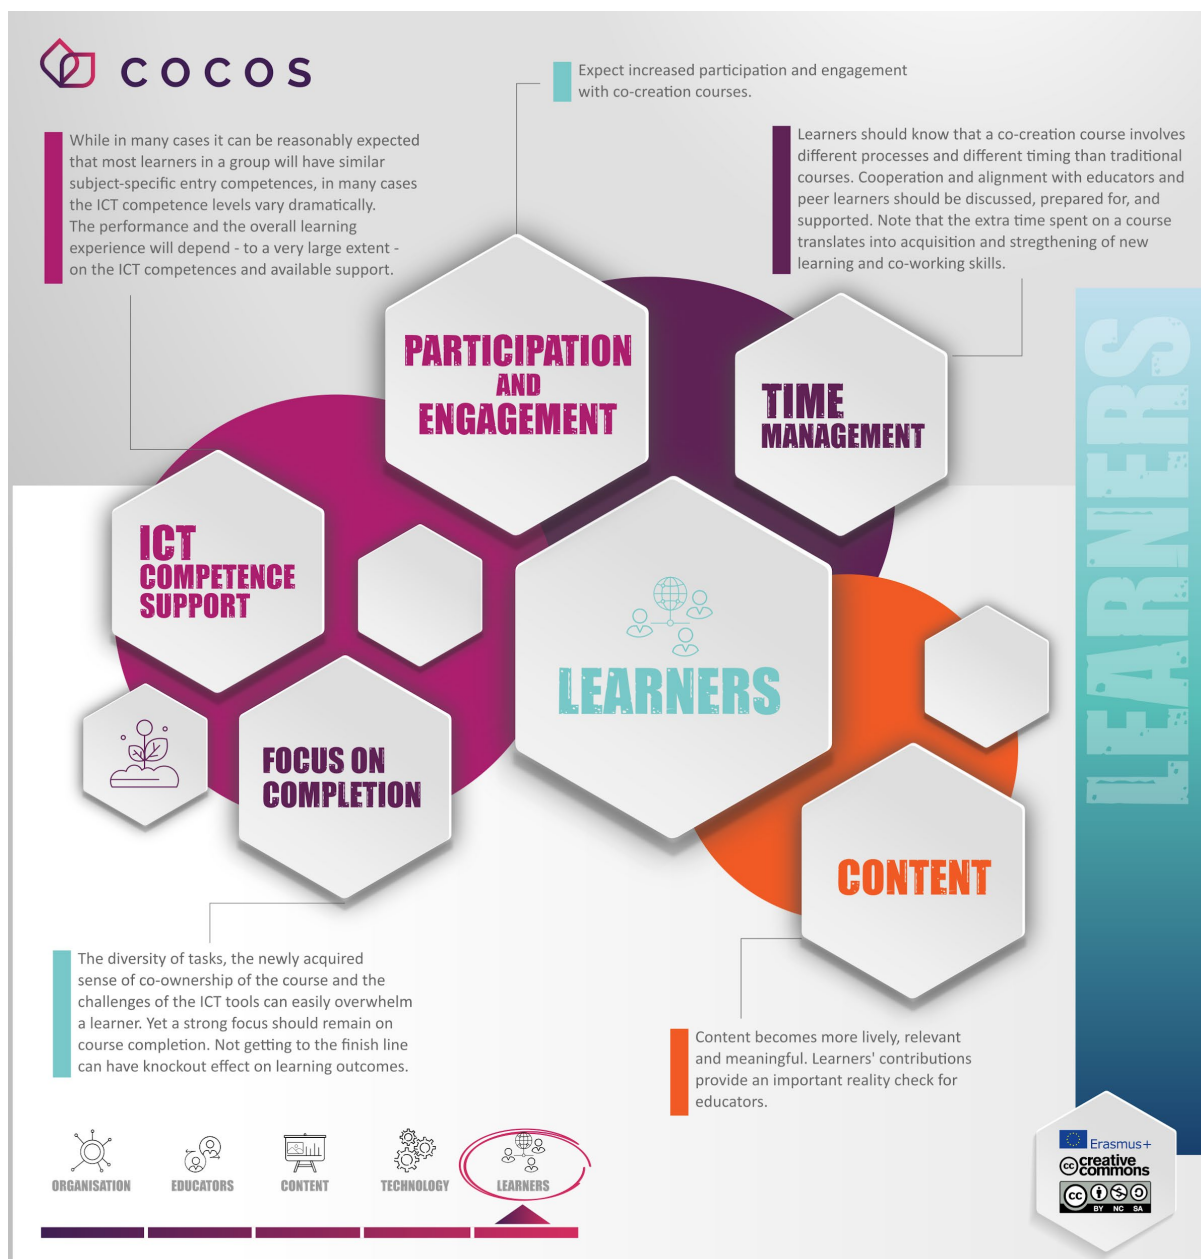 COCOS
Expect increased participation and engagement
with co-creation courses.
While in many cases it can be reasonably expected
that most learners in a group will have similar
subject-specific entry competences, in many cases
the ICT competence levels vary dramatically.
The performance and the overall learning
experience will depend - to a very large extent -
on the ICT competences and available support.
Learners should know that a co-creation course involves
different processes and different timing than traditional
courses. Cooperation and alignment with educators and
peer learners should be discussed, prepared for, and
supported. Note that the extra time spent on a course
translates into acquisition and stregthening of new
learning and co-working skills.
PARTICIPATION
AND
ENGAGEMENT
TIME
MANAGEMENT
LEARNERS
ICT
COMPETENCE
SUPPORT
LEARNERS
FOCUS ON
COMPLETION
CONTENT
The diversity of tasks, the newly acquired
sense of co-ownership of the course and the
challenges of the ICT tools can easily overwhelm
a learner. Yet a strong focus should remain on
course completion. Not getting to the finish line
can have knockout effect on learning outcomes.
Content becomes more lively, relevant
and meaningful. Learners' contributions
provide an important reality check for
educators.
ORGANISATION
EDUCATORS
CONTENT
TECHNOLOGY
LEARNERS
Erasmus+
cc creative
commons
cc
BY NC SA